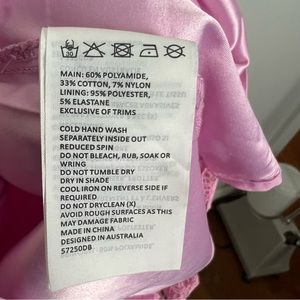 30
MAIN: 60% POLYAMIDE,
33% COTTON, 7% NYLON
LINING: 95% POLYESTER,
5% ELASTANE
EXCLUSIVE OF TRIMS
COLD HAND WASH
SEPARATELY INSIDE OUT
REDUCED SPIN
DO NOT BLEACH, RUB, SOAK OR
WRING
DO NOT TUMBLE DRY
DRY IN SHADE
COOL IRON ON REVERSE SIDE IF
REQUIRED
DO NOT DRYCLEAN (X)
AVOID ROUGH SURFACES AS THIS
MAY DAMAGE FABRIC
MADE IN CHINA
DESIGNED IN AUSTRALIA
57250DB